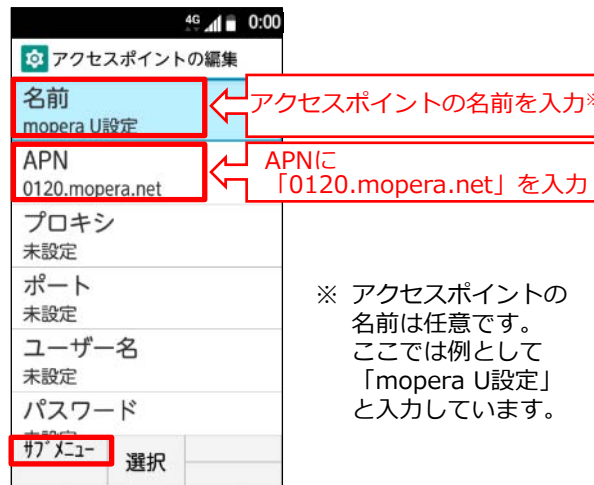 4G 0:00
アクセスポイントの編集
名前
mopera U設定
アクセスポイントの名前を入力※
APN
0120.mopera.net
APNに
「0120.mopera.net」を入力
プロキシ
未設定
ポート
未設定
ユーザー名
未設定
パスワード
※ アクセスポイントの
名前は任意です。
ここでは例として
「mopera U設定」
と入力しています。
ｻﾌﾞﾒﾆｭｰ
選択